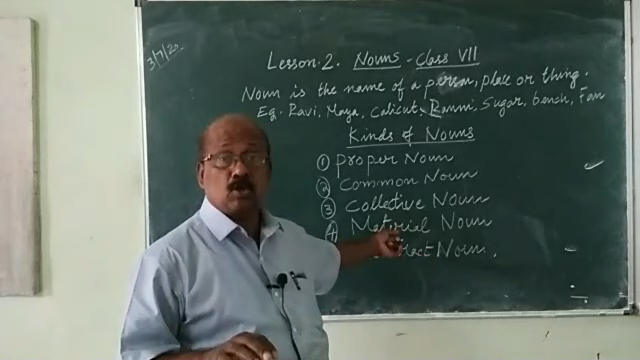 3/7/20
Lesson.2. Nouns - Class VII
Noun is the name of a person, place or thing.
Eg. Ravi, Maya, Calicut, Ranni, Sugar, bench, Fan
Kinds of Nouns
① Proper Noun
② Common Noun
③ Collective Noun
④ Material Noun
Noun.